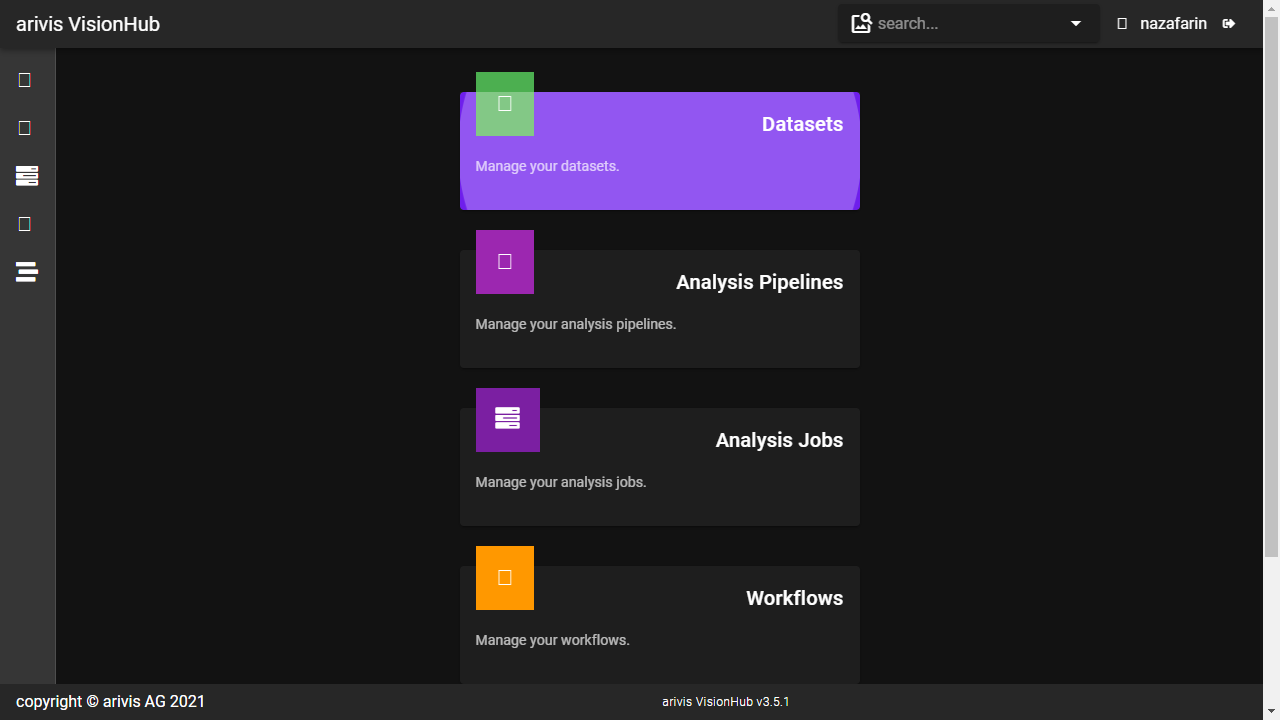 arivis VisionHub
search...
nazafarin
Datasets
Manage your datasets.
Analysis Pipelines
Manage your analysis pipelines.
Analysis Jobs
Manage your analysis jobs.
Workflows
Manage your workflows.
copyright © arivis AG 2021
arivis VisionHub v3.5.1